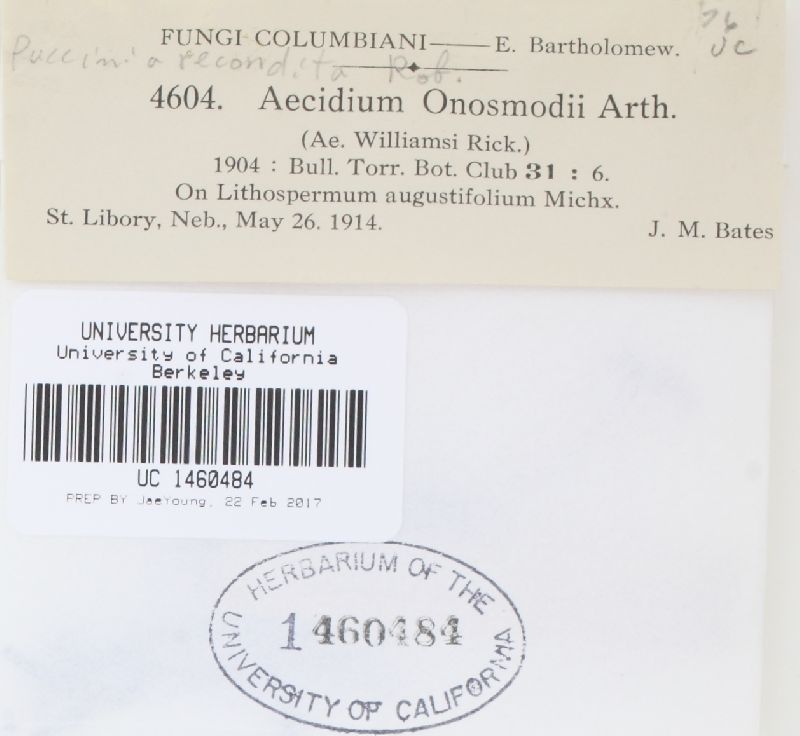 76
UC
FUNGI COLUMBIANI—E. Bartholomew.
Puccinia recondita Rob.
4604. Aecidium Onosmodii Arth.
(Ae. Williamsi Rick.)
1904 : Bull. Torr. Bot. Club 31 : 6.
On Lithospermum augustifolium Michx.
St. Libory, Neb., May 26. 1914.
J. M. Bates
UNIVERSITY HERBARIUM
University of California
Berkeley
UC 1460484
PREP BY JaeYoung, 22 Feb 2017
HERBARIUM OF THE
1460484
UNIVERSITY OF CALIFORNIA